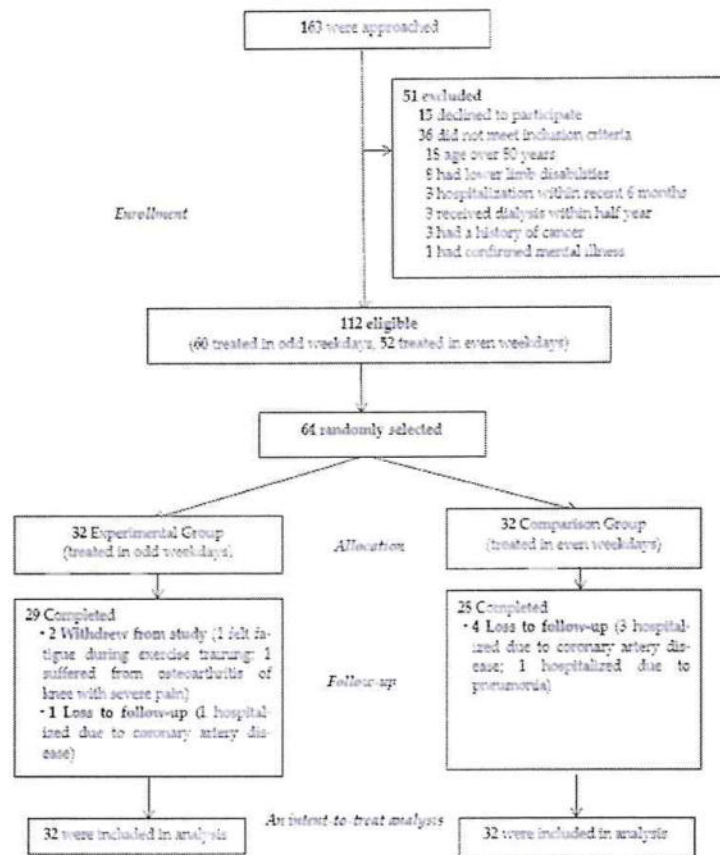 163 were approached
51 excluded
15 declined to participate
36 did not meet inclusion criteria
18 age over 80 years
8 had lower limb disabilities
3 hospitalization within recent 6 months
3 received dialysis within half year
3 had a history of cancer
1 had confirmed mental illness
Enrollment
112 eligible
(60 treated in odd weekdays, 52 treated in even weekdays)
64 randomly selected
32 Experimental Group
(treated in odd weekdays)
Allocation
32 Comparison Group
(treated in even weekdays)
29 Completed
• 2 Withdrew from study (1 felt fa-
tigue during exercise training; 1
suffered from osteoarthritis of
knee with severe pain)
• 1 Loss to follow-up (1 hospital-
ized due to coronary artery dis-
ease)
Follow-up
28 Completed
• 4 Loss to follow-up (3 hospital-
ized due to coronary artery dis-
ease; 1 hospitalized due to
pneumonia)
32 were included in analysis
An intent-to-treat analysis
32 were included in analysis